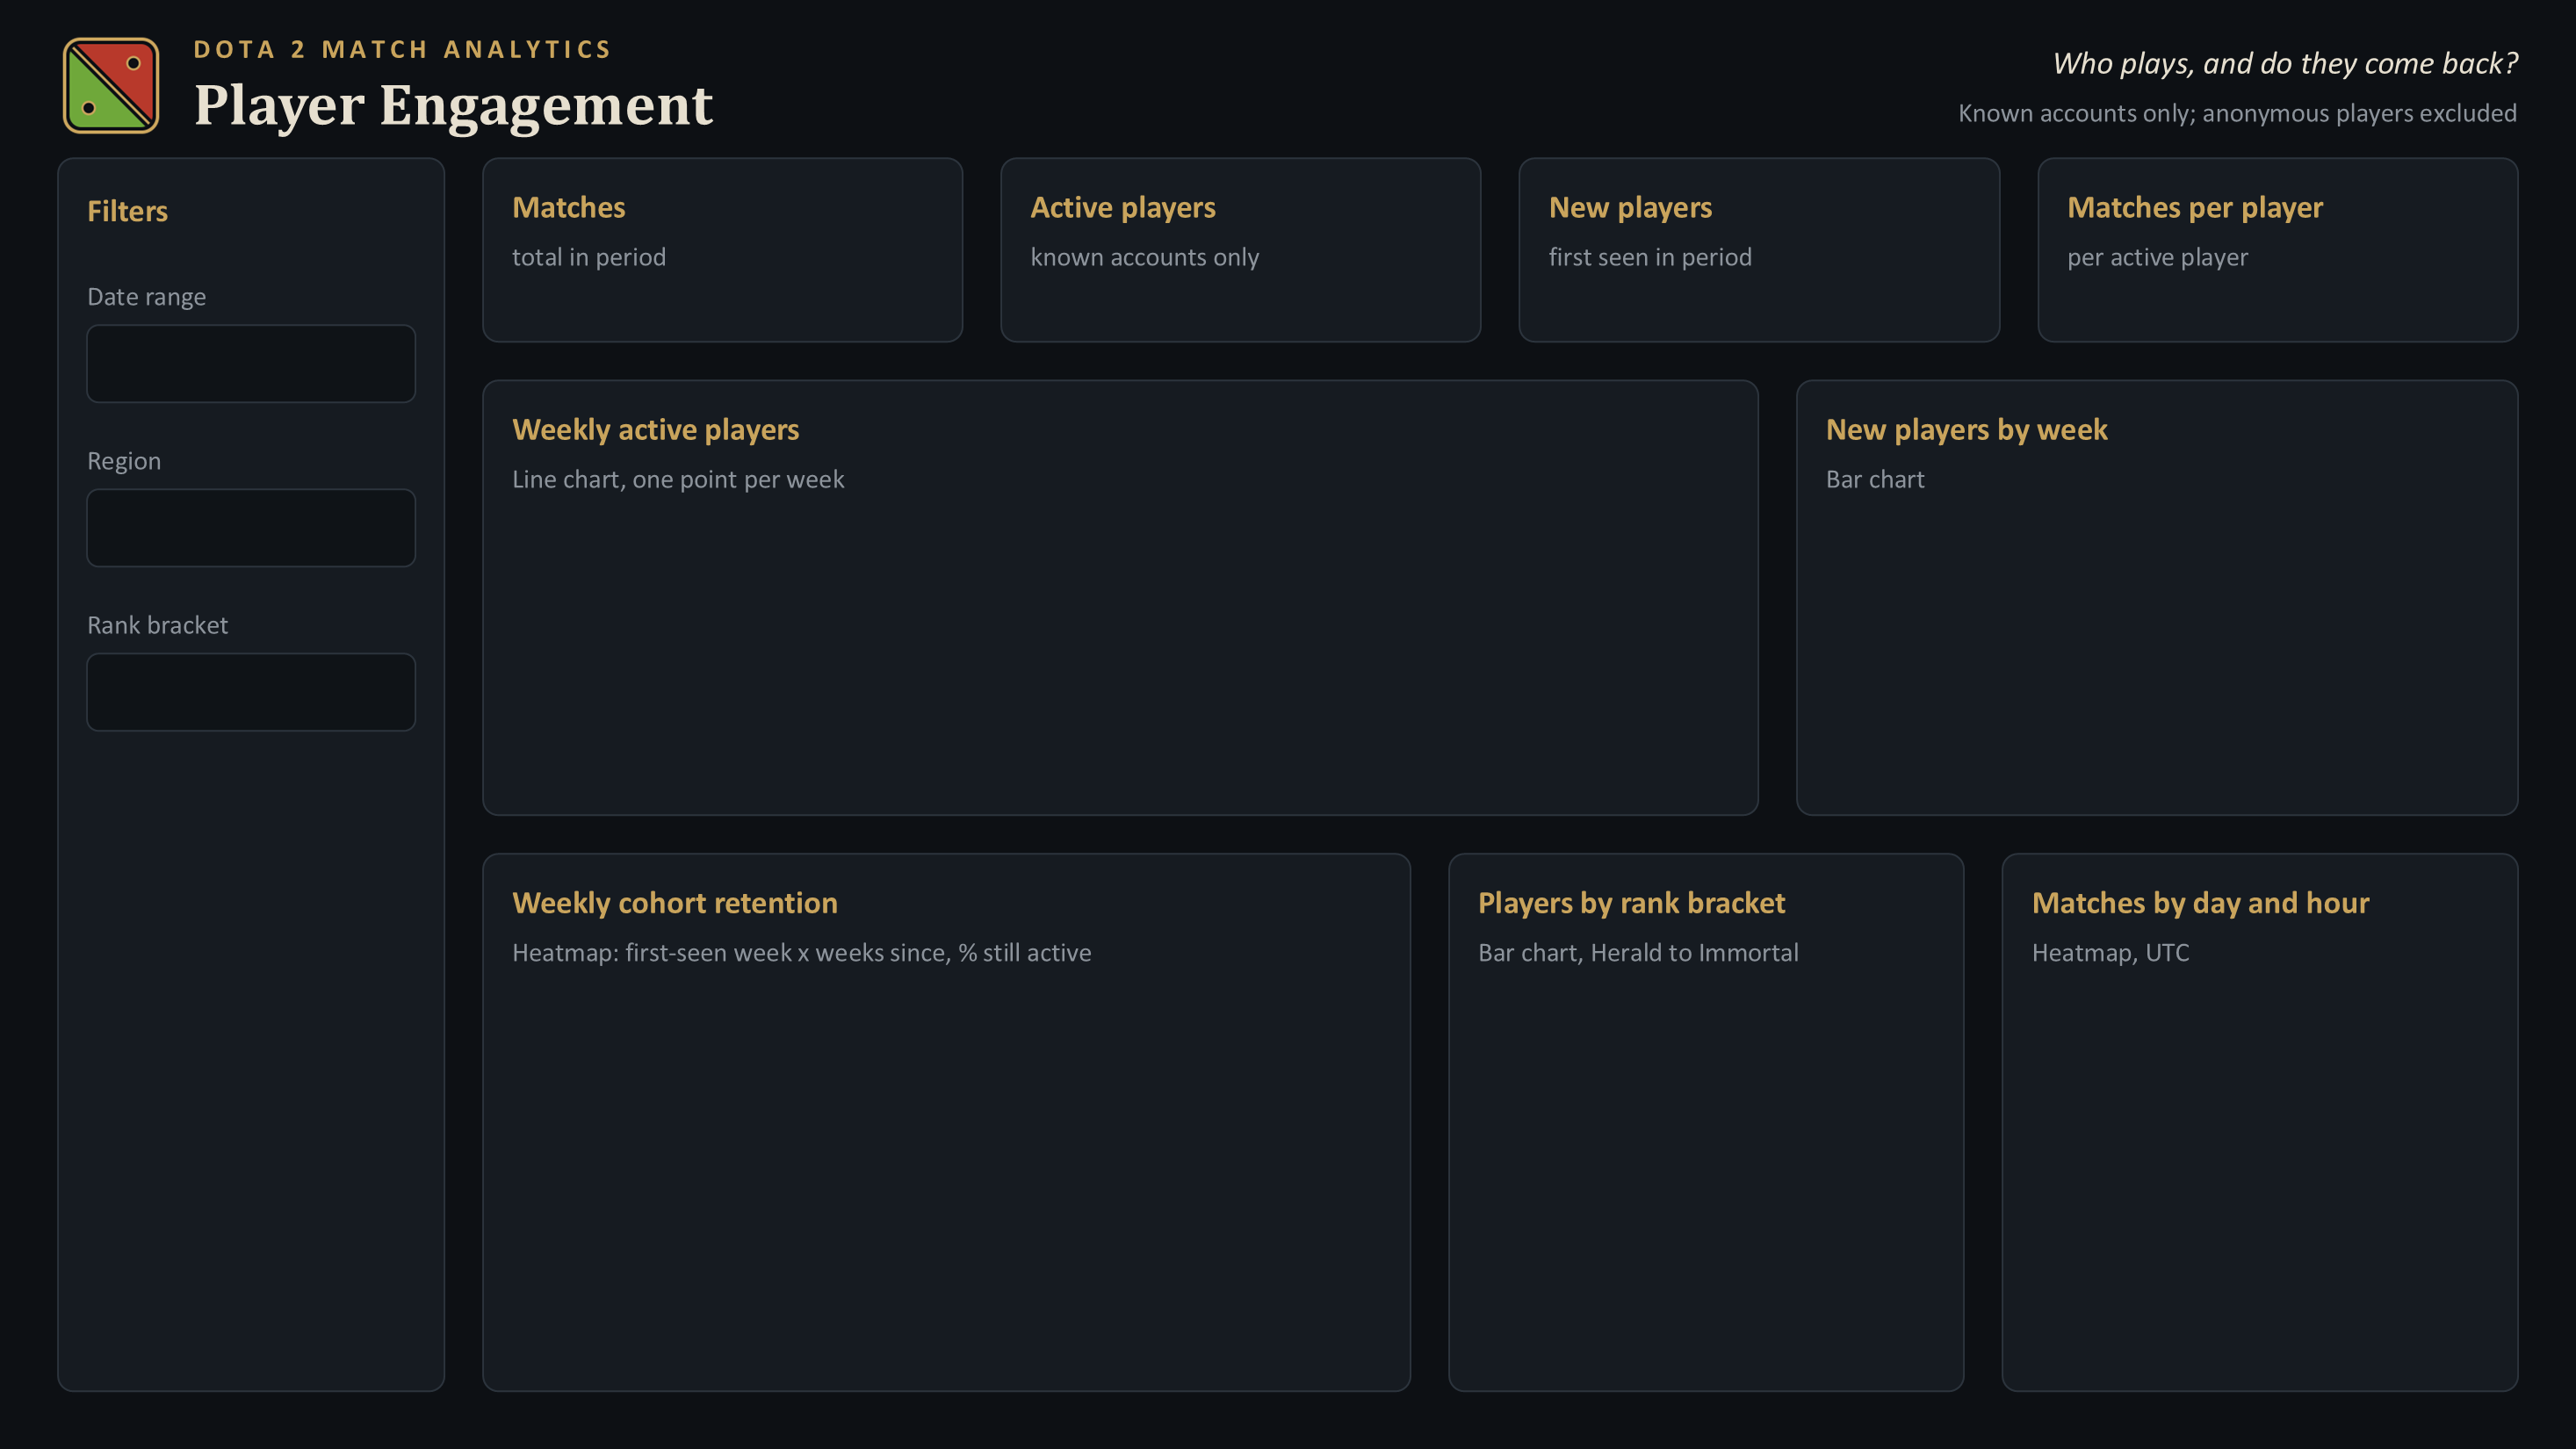 DOTA 2 MATCH ANALYTICS
Player Engagement
Who plays, and do they come back?
Known accounts only; anonymous players excluded
Filters
Date range
Region
Rank bracket
Matches
total in period
Active players
known accounts only
New players
first seen in period
Matches per player
per active player
Weekly active players
Line chart, one point per week
New players by week
Bar chart
Weekly cohort retention
Heatmap: first-seen week x weeks since, % still active
Players by rank bracket
Bar chart, Herald to Immortal
Matches by day and hour
Heatmap, UTC